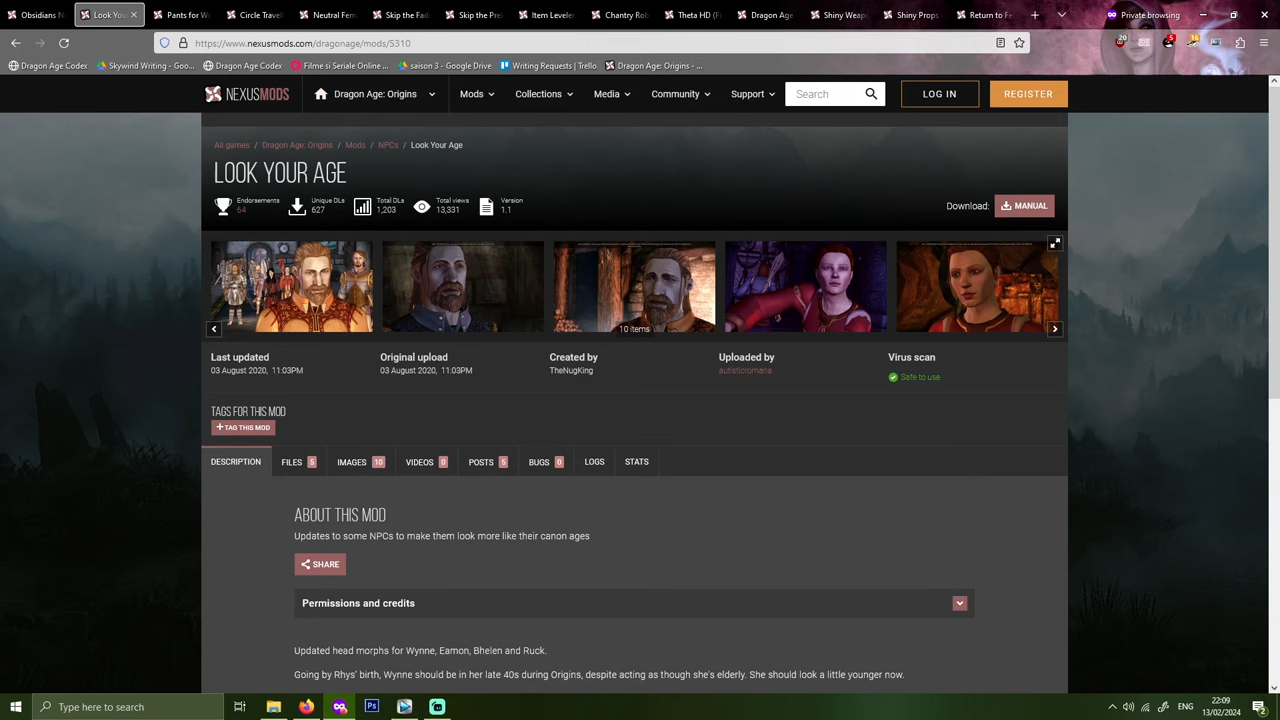 Obsidians N
Look Your
Pants for W
Circle Travel
Neutral Fem
Skip the Fad
Skip the Pre
Item Leveler
Chantry Rob
Theta HD (Fi
Dragon Age
Shiny Weap
Shiny Props
Return to Fe
Private browsing
https://www.nexusmods.com/dragonage/mods/5310
20 5 16
Dragon Age Codex
Skywind Writing - Goo...
Dragon Age Codex
Filme si Seriale Online ...
saison 3 - Google Drive
Writing Requests | Trello
Dragon Age: Origins - ...
NEXUSMODS
Dragon Age: Origins
Mods
Collections
Media
Community
Support
Search
LOG IN
REGISTER
All games / Dragon Age: Origins / Mods / NPCs / Look Your Age
LOOK YOUR AGE
Endorsements
64
Unique DLs
627
Total DLs
1,203
Total views
13,331
Version
1.1
Download:
MANUAL
10 items
Last updated
03 August 2020, 11:03PM
Original upload
03 August 2020, 11:03PM
Created by
TheNugKing
Uploaded by
autisticromana
Virus scan
Safe to use
TAGS FOR THIS MOD
+ TAG THIS MOD
DESCRIPTION
FILES 5
IMAGES 10
VIDEOS 0
POSTS 5
BUGS 0
LOGS
STATS
ABOUT THIS MOD
Updates to some NPCs to make them look more like their canon ages
SHARE
Permissions and credits
Updated head morphs for Wynne, Eamon, Bhelen and Ruck.
Going by Rhys' birth, Wynne should be in her late 40s during Origins, despite acting as though she's elderly. She should look a little younger now.
Type here to search
Ps
ENG
22:09
13/02/2024
2